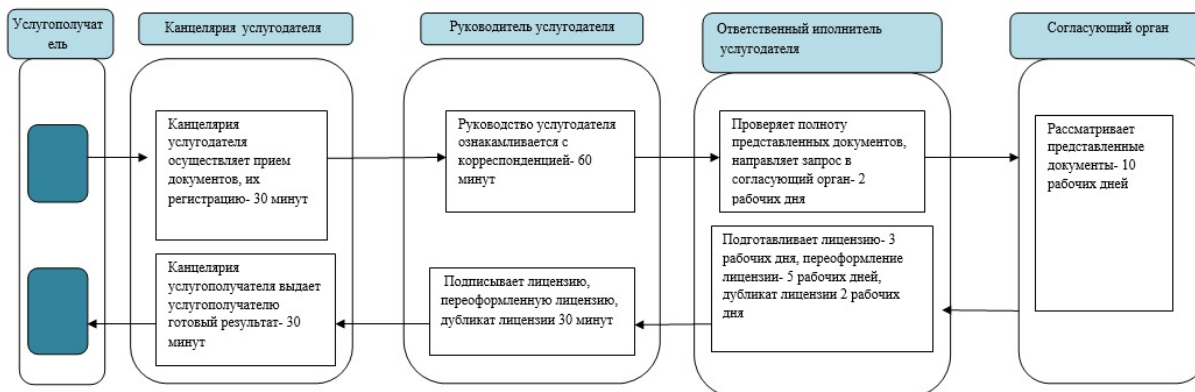 Услугополучат
ель
Канцелярия услугодателя
Руководитель услугодателя
Ответственный иполнитель
услугодателя
Согласующий орган
Канцелярия
услугодателя
осуществляет прием
документов, их
регистрацию- 30 минут
Руководство услугодателя
ознакамливается с
корреспонденцией- 60
минут
Проверяет полноту
представленных документов,
направляет запрос в
согласующий орган- 2
рабочих дня
Рассматривает
представленные
документы- 10
рабочих дней
Канцелярия
услугополучателя выдает
услугополучателю
готовый результат- 30
минут
Подписывает лицензию,
переоформленную лицензию,
дубликат лицензии 30 минут
Подготавливает лицензию- 3
рабочих дня, переоформление
лицензии- 5 рабочих дней,
дубликат лицензии 2 рабочих
дня